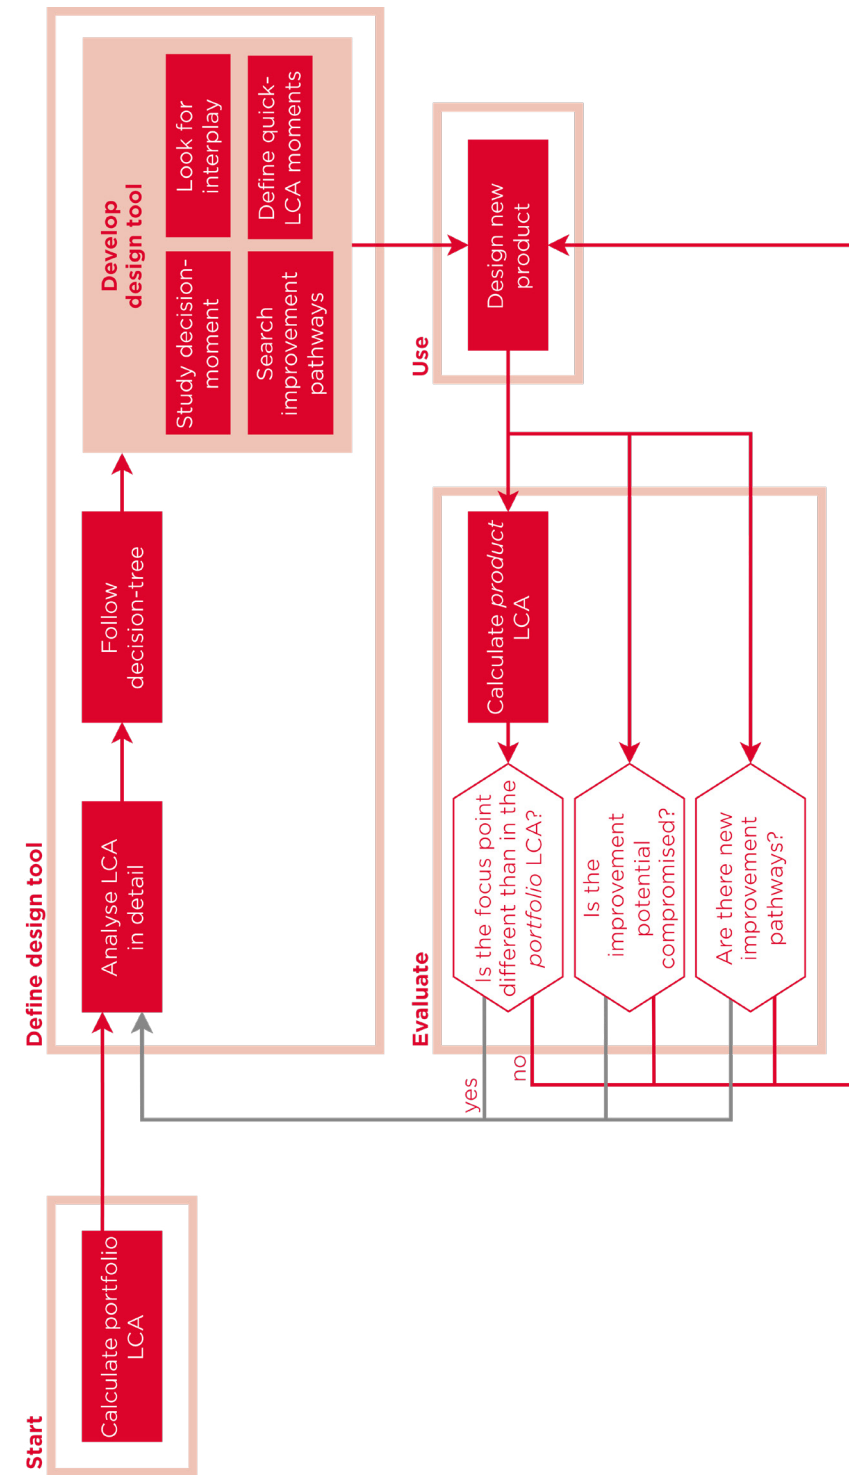 Start
Calculate portfolio
LCA
Define design tool
Analyse LCA
in detail
Follow
decision-tree
Develop
design tool
Study decision-
moment
Look for
interplay
Search
improvement
pathways
Define quick-
LCA moments
Use
Design new
product
Evaluate
Calculate product
LCA
Is the focus point
different than in the
portfolio LCA?
Is the
improvement
potential
compromised?
Are there new
improvement
pathways?
yes
no